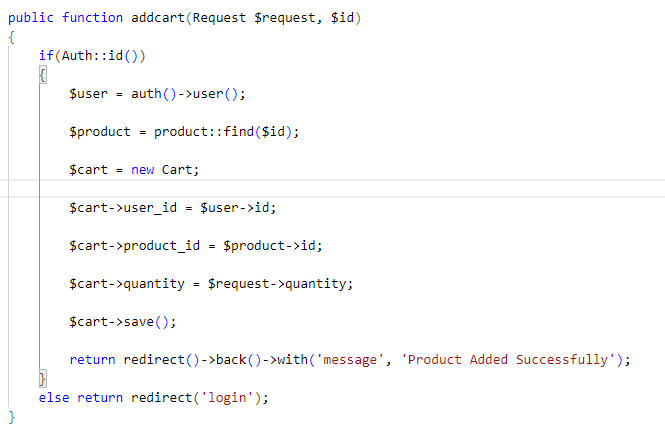 public function addcart(Request $request, $id)
{
if(Auth::id())
{
$user = auth()->user();
$product = product::find($id);
$cart = new Cart;
$cart->user_id = $user->id;
$cart->product_id = $product->id;
$cart->quantity = $request->quantity;
$cart->save();
return redirect()->back()->with('message', 'Product Added Successfully');
}
else return redirect('login');
}